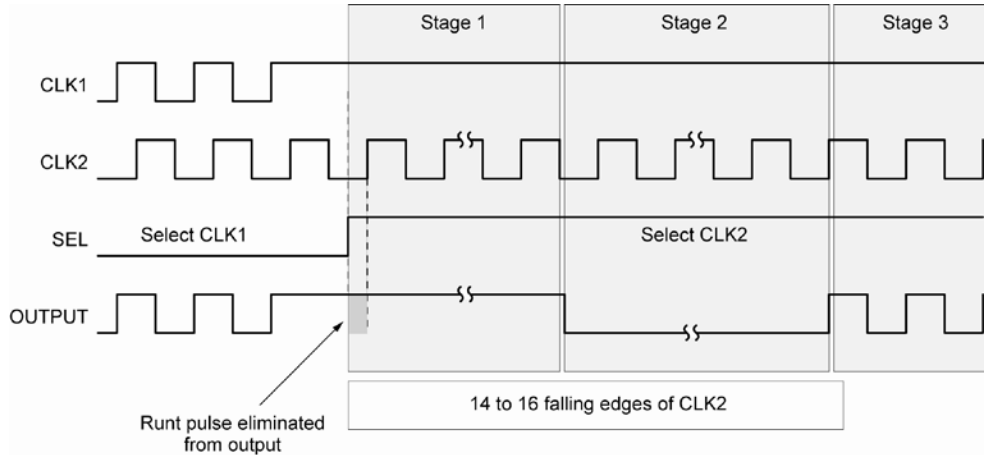 Stage 1
Stage 2
Stage 3
CLK1
CLK2
SEL
Select CLK1
Select CLK2
OUTPUT
14 to 16 falling edges of CLK2
Runt pulse eliminated
from output